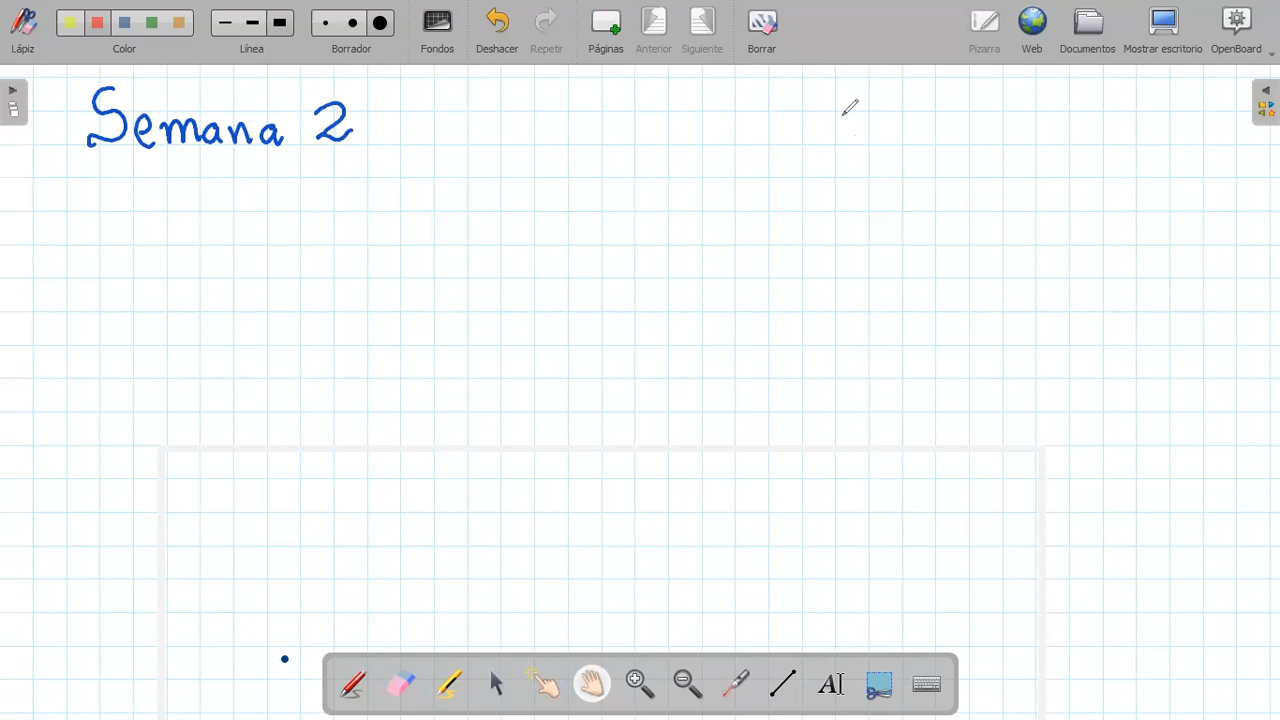 Lápiz Color Línea Borrador Fondos Deshacer Repetir Páginas Anterior Siguiente Borrar Pizarra Web Documentos Mostrar escritorio OpenBoard
Semana 2
AI